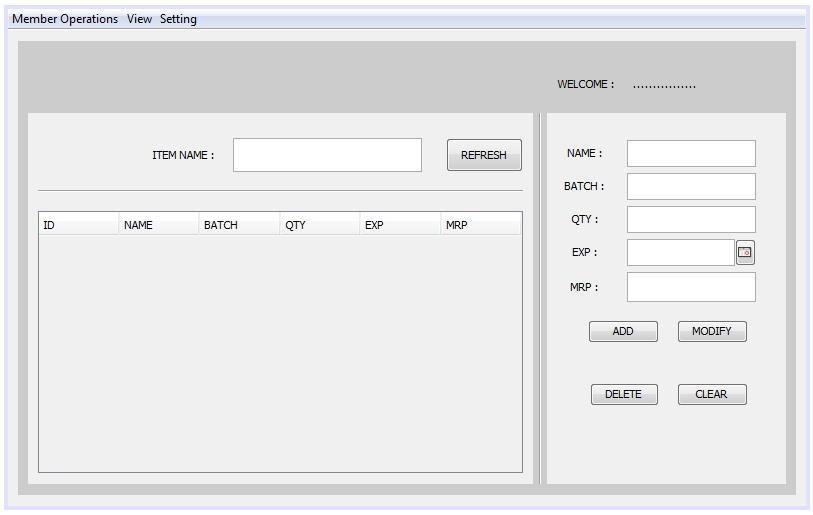 Member Operations View Setting
WELCOME : ................
ITEM NAME : REFRESH
ID NAME BATCH QTY EXP MRP
NAME :
BATCH :
QTY :
EXP :
MRP :
ADD MODIFY
DELETE CLEAR